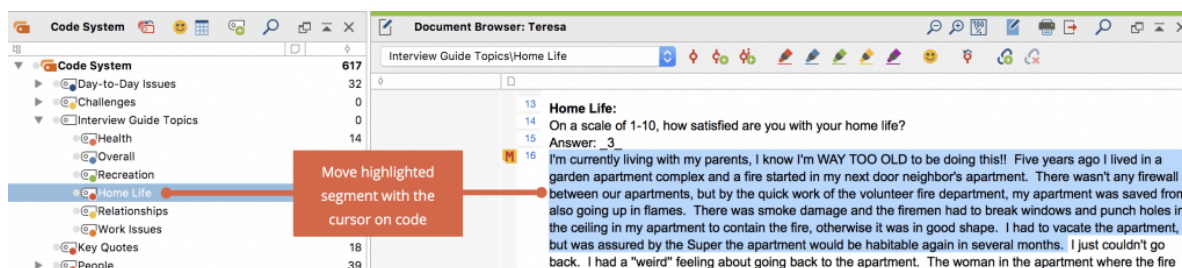 Code System
Document Browser: Teresa
Interview Guide Topics\Home Life
Code System 617
Day-to-Day Issues 32
Challenges 0
Interview Guide Topics 0
Health 14
Overall
Recreation
Home Life
Relationships
Work Issues
Key Quotes 18
People 39
Move highlighted
segment with the
cursor on code
13 Home Life:
14 On a scale of 1-10, how satisfied are you with your home life?
15 Answer: _3_
M 16 I'm currently living with my parents, I know I'm WAY TOO OLD to be doing this!! Five years ago I lived in a
garden apartment complex and a fire started in my next door neighbor's apartment. There wasn't any firewall
between our apartments, but by the quick work of the volunteer fire department, my apartment was saved from
also going up in flames. There was smoke damage and the firemen had to break windows and punch holes in
the ceiling in my apartment to contain the fire, otherwise it was in good shape. I had to vacate the apartment,
but was assured by the Super the apartment would be habitable again in several months. I just couldn't go
back. I had a "weird" feeling about going back to the apartment. The woman in the apartment where the fire